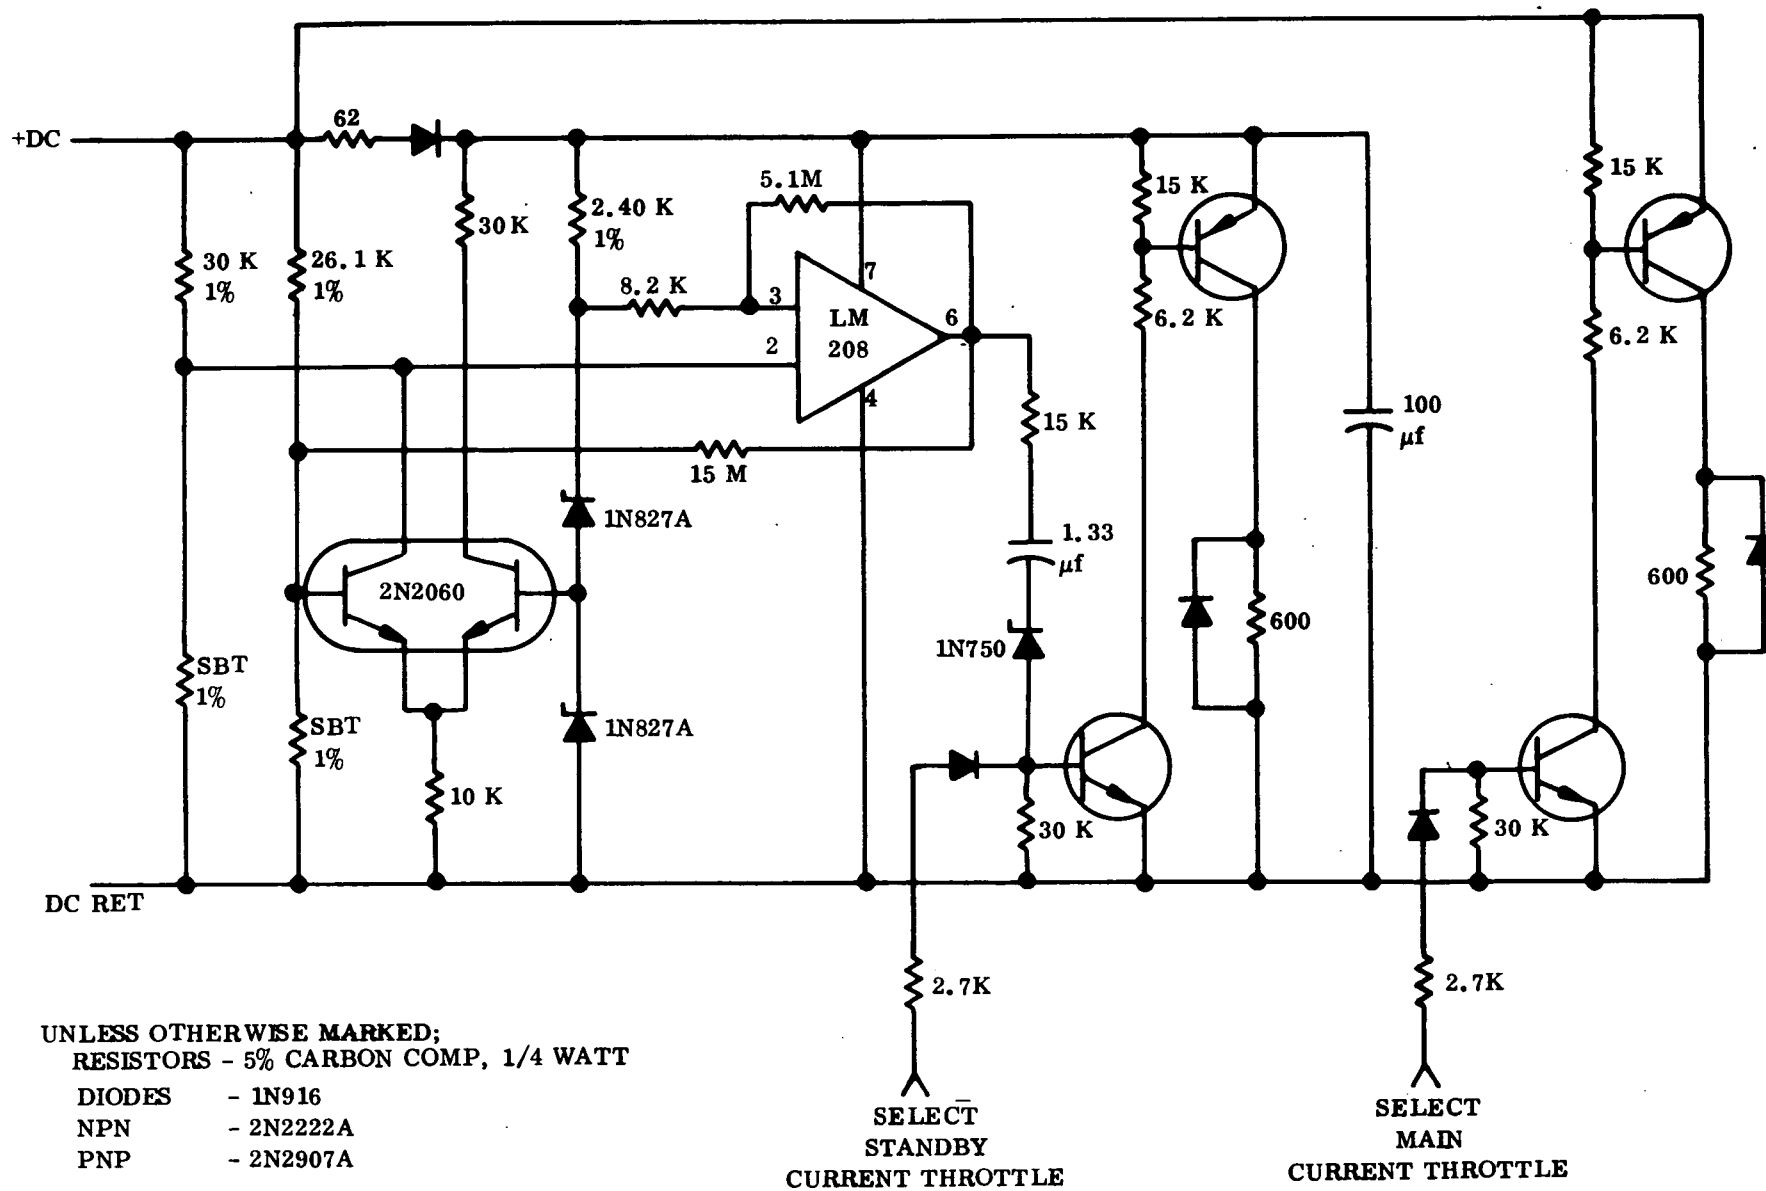 62
+DC
5.1M
15 K
15 K
2.40 K
1%
30 K
30 K
1%
26.1 K
1%
8.2 K
3
7
LM
208
6
2
4
6.2 K
6.2 K
15 K
100
μf
15 M
1N827A
1.33
μf
2N2060
600
600
1N750
SBT
1%
SBT
1%
1N827A
10 K
30 K
30 K
DC RET
2.7K
2.7K
UNLESS OTHERWISE MARKED;
RESISTORS - 5% CARBON COMP, 1/4 WATT
DIODES - 1N916
NPN - 2N2222A
PNP - 2N2907A
SELECT
STANDBY
CURRENT THROTTLE
SELECT
MAIN
CURRENT THROTTLE